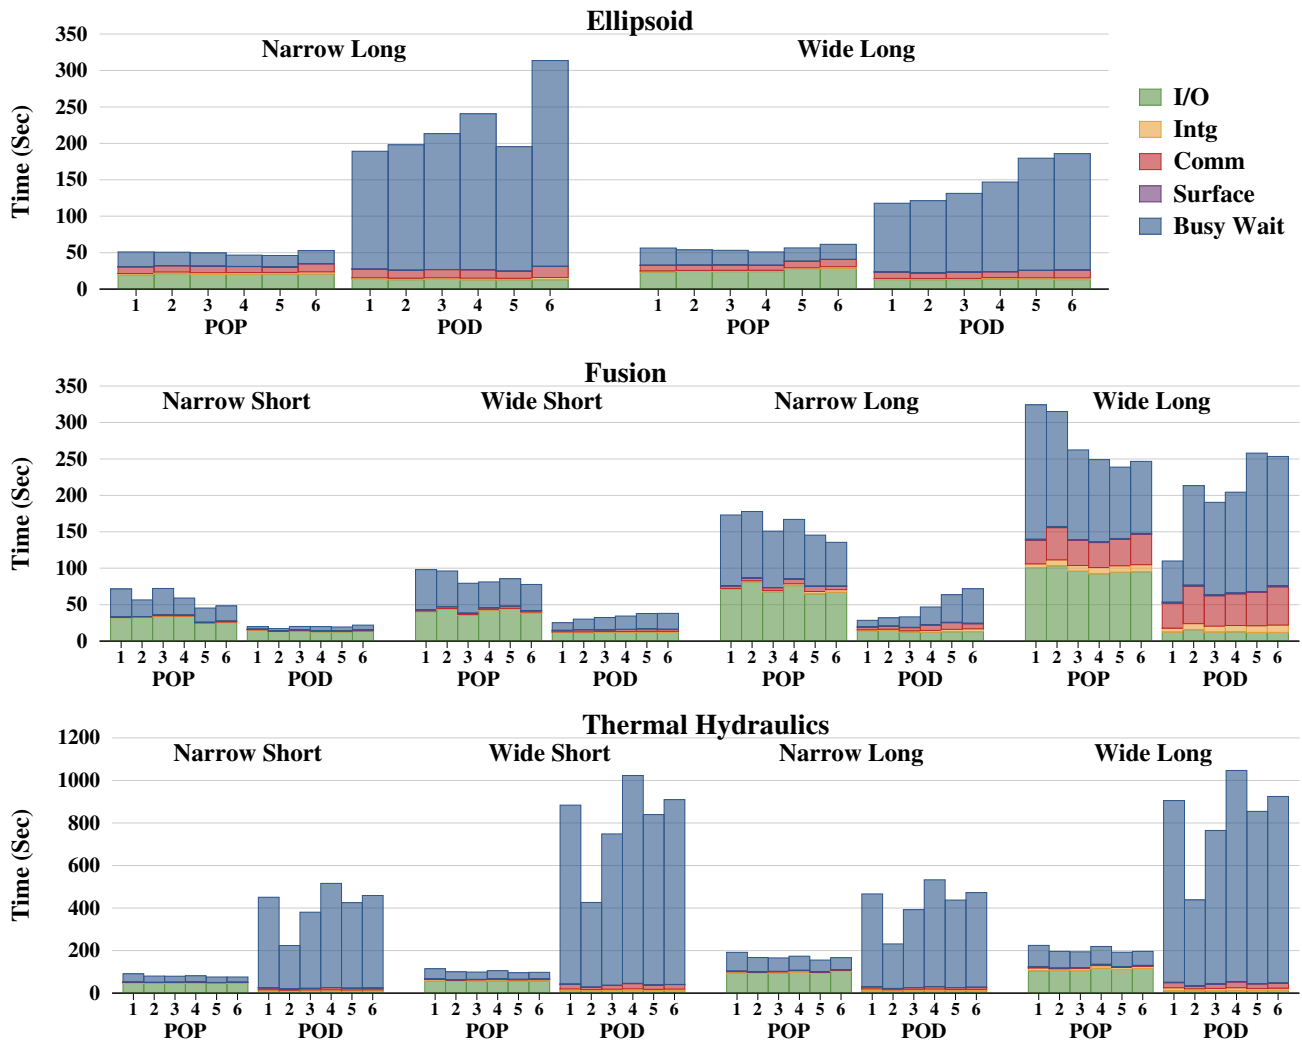 Ellipsoid
Narrow Long
Wide Long
Time (Sec)
350
300
250
200
150
100
50
0
1 2 3 4 5 6 1 2 3 4 5 6 1 2 3 4 5 6 1 2 3 4 5 6
POP POD POP POD
I/O
Intg
Comm
Surface
Busy Wait
Fusion
Narrow Short Wide Short Narrow Long Wide Long
Time (Sec)
350
300
250
200
150
100
50
0
1 2 3 4 5 6 1 2 3 4 5 6 1 2 3 4 5 6 1 2 3 4 5 6 1 2 3 4 5 6 1 2 3 4 5 6 1 2 3 4 5 6 1 2 3 4 5 6
POP POD POP POD POP POD POP POD
Thermal Hydraulics
Narrow Short Wide Short Narrow Long Wide Long
Time (Sec)
1200
1000
800
600
400
200
0
1 2 3 4 5 6 1 2 3 4 5 6 1 2 3 4 5 6 1 2 3 4 5 6 1 2 3 4 5 6 1 2 3 4 5 6 1 2 3 4 5 6 1 2 3 4 5 6
POP POD POP POD POP POD POP POD